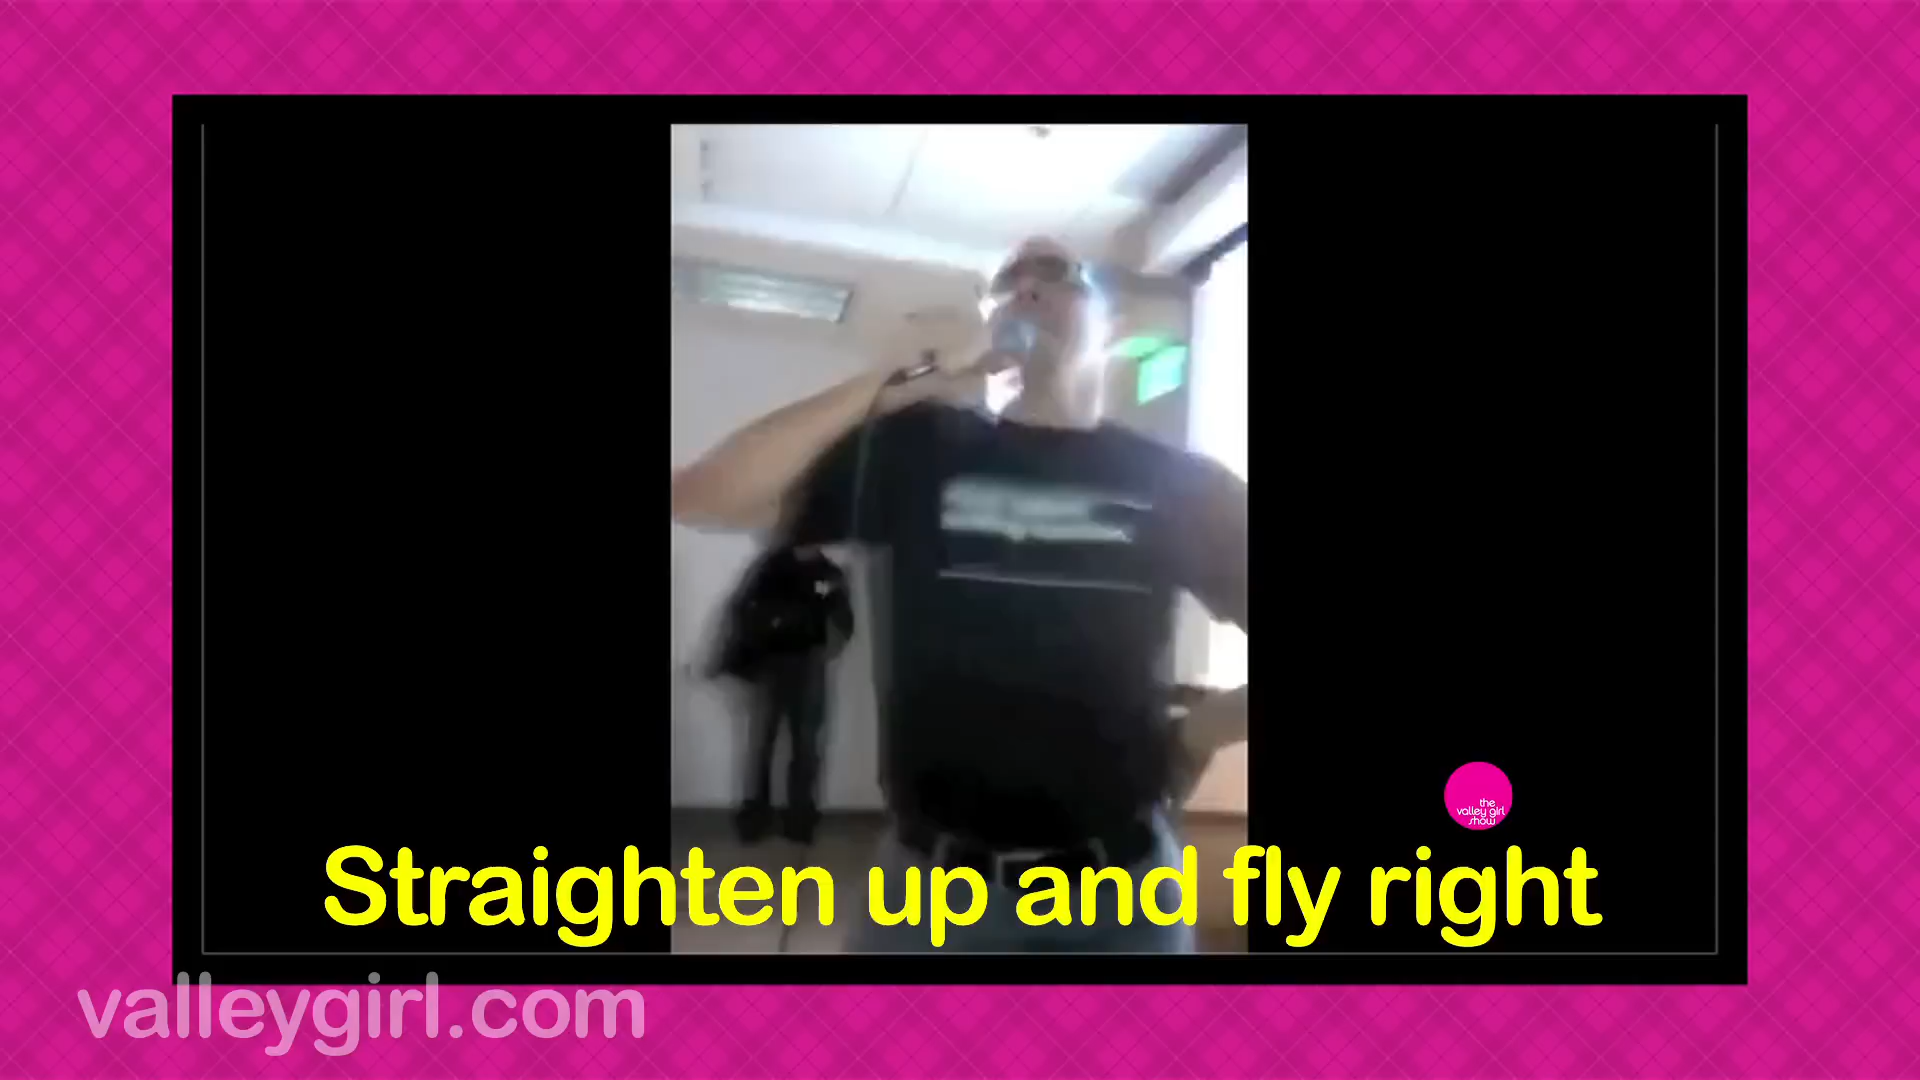 the
valley girl
show
Straighten up and fly right
valleygirl.com